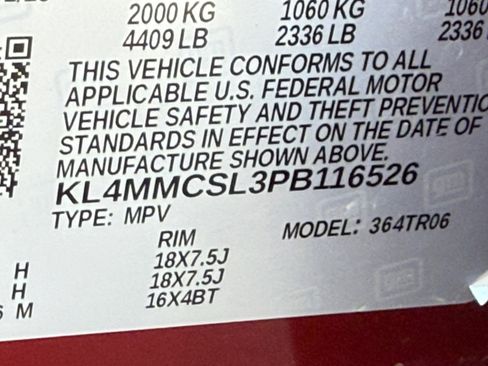 2000 KG 1060 KG 1060
4409 LB 2336 LB 2336
THIS VEHICLE CONFORMS TO ALL
APPLICABLE U.S. FEDERAL MOTOR
VEHICLE SAFETY AND THEFT PREVENTIO
STANDARDS IN EFFECT ON THE DATE OF
MANUFACTURE SHOWN ABOVE.
KL4MMCSL3PB116526
TYPE: MPV MODEL: 364TR06
RIM
H 18X7.5J
H 18X7.5J
M 16X4BT